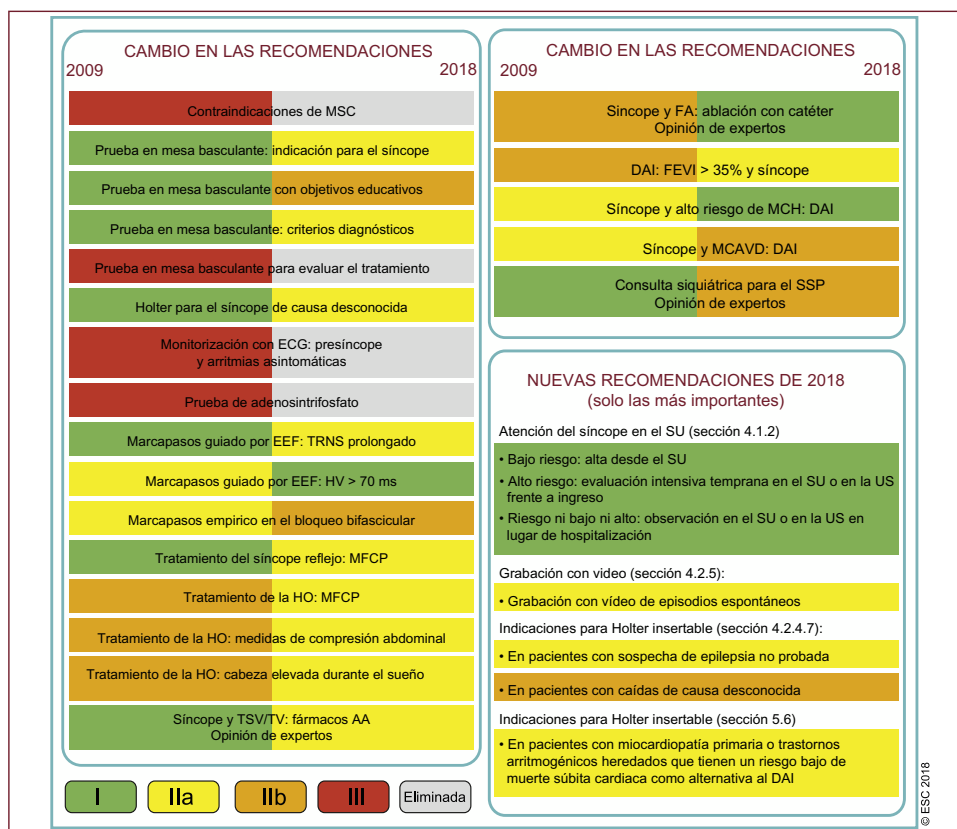 CAMBIO EN LAS RECOMENDACIONES
2009 2018
Contraindicaciones de MSC
Prueba en mesa basculante: indicación para el síncope
Prueba en mesa basculante con objetivos educativos
Prueba en mesa basculante: criterios diagnósticos
Prueba en mesa basculante para evaluar el tratamiento
Holter para el síncope de causa desconocida
Monitorización con ECG: presíncope
y arritmias asintomáticas
Prueba de adenosintrifosfato
Marcapasos guiado por EEF: TRNS prolongado
Marcapasos guiado por EEF: HV > 70 ms
Marcapasos empirico en el bloqueo bifascicular
Tratamiento del síncope reflejo: MFCP
Tratamiento de la HO: MFCP
Tratamiento de la HO: medidas de compresión abdominal
Tratamiento de la HO: cabeza elevada durante el sueño
Síncope y TSV/TV: fármacos AA
Opinión de expertos
I IIa IIb III Eliminada
CAMBIO EN LAS RECOMENDACIONES
2009 2018
Sincope y FA: ablación con catéter
Opinión de expertos
DAI: FEVI > 35% y síncope
Síncope y alto riesgo de MCH: DAI
Síncope y MCAVD: DAI
Consulta siquiátrica para el SSP
Opinión de expertos
NUEVAS RECOMENDACIONES DE 2018
(solo las más importantes)
Atención del síncope en el SU (sección 4.1.2)
• Bajo riesgo: alta desde el SU
• Alto riesgo: evaluación intensiva temprana en el SU o en la US
frente a ingreso
• Riesgo ni bajo ni alto: observación en el SU o en la US en
lugar de hospitalización
Grabación con video (sección 4.2.5):
• Grabación con vídeo de episodios espontáneos
Indicaciones para Holter insertable (sección 4.2.4.7):
• En pacientes con sospecha de epilepsia no probada
• En pacientes con caídas de causa desconocida
Indicaciones para Holter insertable (sección 5.6)
• En pacientes con miocardiopatía primaria o trastornos
arritmogénicos heredados que tienen un riesgo bajo de
muerte súbita cardiaca como alternativa al DAI
© ESC 2018